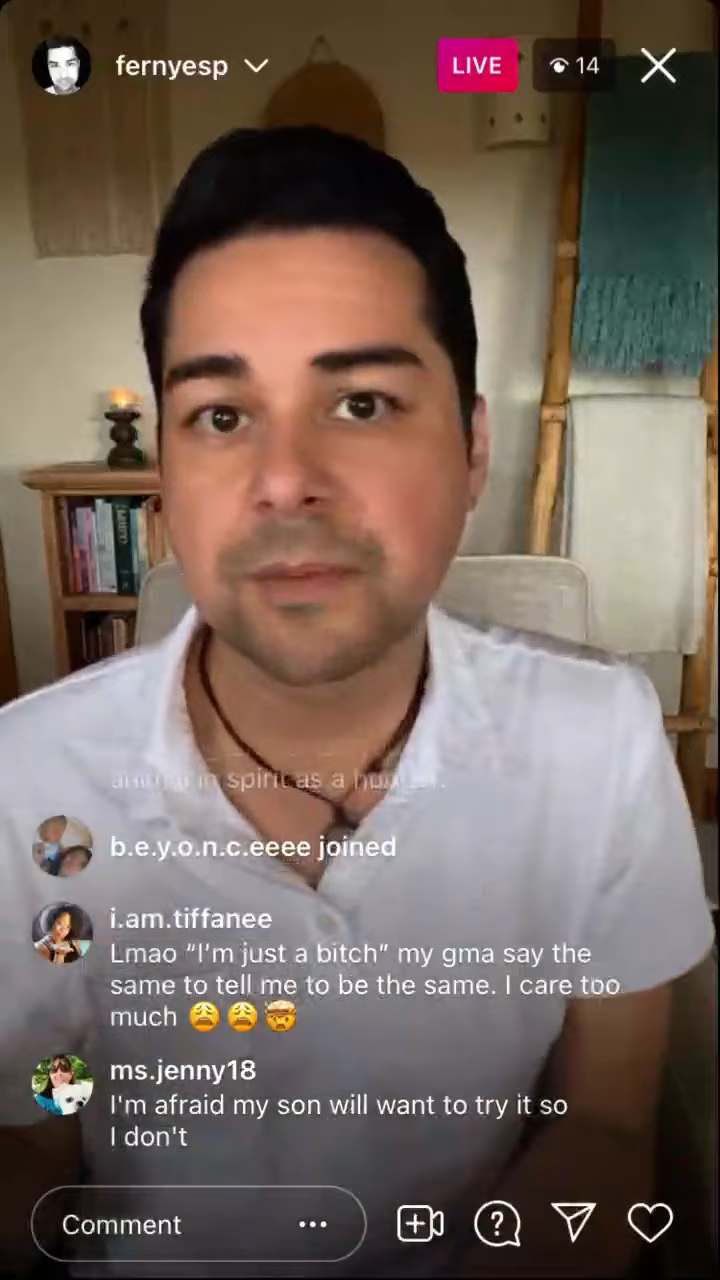 fernyesp
LIVE
14
in spirit as a
b.e.y.o.n.c.eeee joined
i.am.tiffanee
Lmao “I’m just a bitch” my gma say the
same to tell me to be the same. I care too
much 😩 😩 🤯
ms.jenny18
I'm afraid my son will want to try it so
I don't
Comment